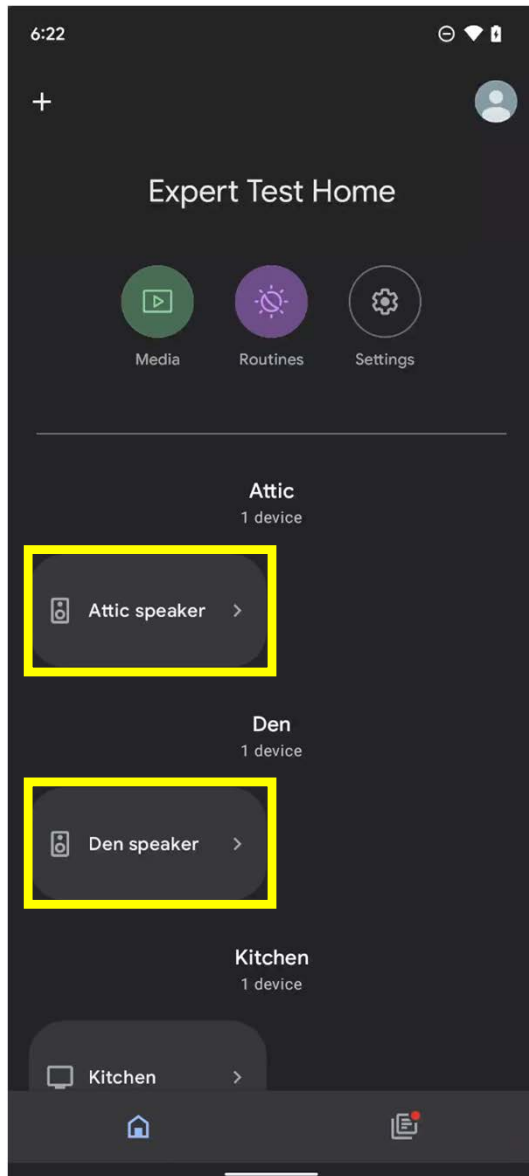 6:22
+
Expert Test Home
Media Routines Settings
Attic
1 device
Attic speaker >
Den
1 device
Den speaker >
Kitchen
1 device
Kitchen >